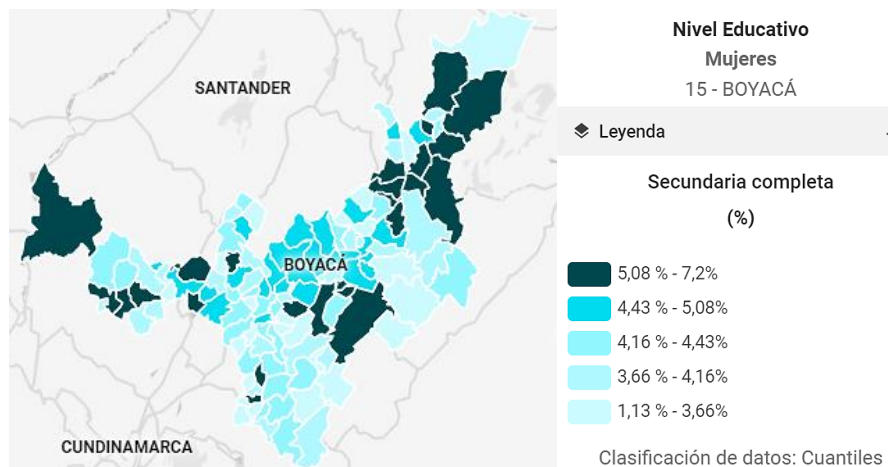 SANTANDER
BOYACÁ
CUNDINAMARCA
Nivel Educativo
Mujeres
15 - BOYACÁ
Leyenda
Secundaria completa
(%)
5,08 % - 7,2%
4,43 % - 5,08%
4,16 % - 4,43%
3,66 % - 4,16%
1,13 % - 3,66%
Clasificación de datos: Cuantiles